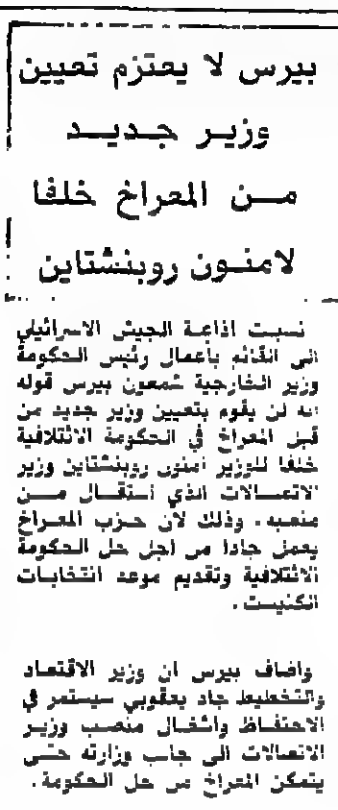 بيرس لا يعتزم تعيين
وزير جديد
من المعراخ خلفا
لامنون روبنشتاين
نسبت اذاعة الجيش الاسرائيلي
الى القائم بأعمال رئيس الحكومة
وزير الخارجية شمعون بيرس قوله
انه لن يقوم بتعيين وزير جديد من
قبل المعراخ في الحكومة الائتلافية
خلفا للوزير امنون روبنشتاين وزير
الاتصالات الذي استقال من
منصبه. وذلك لان حزب المعراخ
يعمل جادا من اجل حل الحكومة
الائتلافية وتقديم موعد انتخابات
الكنيست.
واضاف بيرس ان وزير الاقتصاد
والتخطيط جاد يعقوبي سيستمر في
الاحتفاظ واشغال منصب وزير
الاتصالات الى جانب وزارته حتى
يتمكن المعراخ من حل الحكومة.